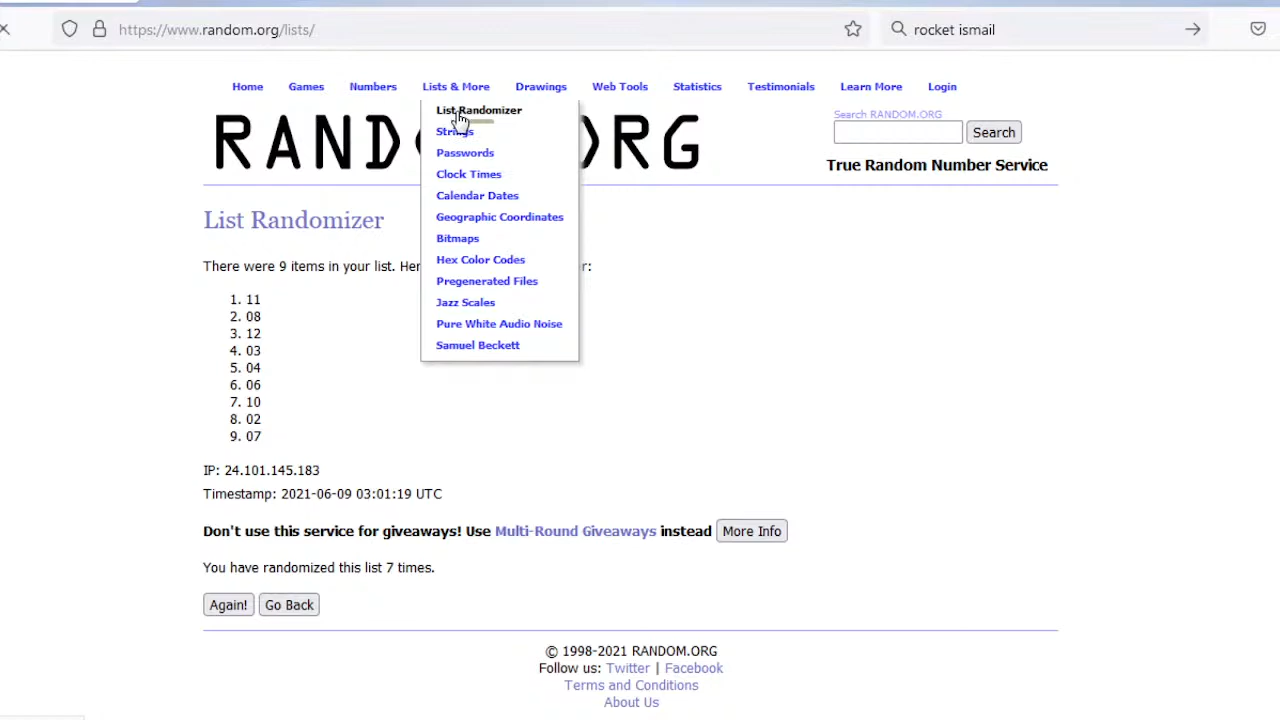 https://www.random.org/lists/
rocket ismail
Home Games Numbers Lists & More Drawings Web Tools Statistics Testimonials Learn More Login
List Randomizer
Strings
Passwords
Clock Times
Calendar Dates
Geographic Coordinates
Bitmaps
Hex Color Codes
Pregenerated Files
Jazz Scales
Pure White Audio Noise
Samuel Beckett
Search RANDOM.ORG
Search
True Random Number Service
List Randomizer
There were 9 items in your list.
1. 11
2. 08
3. 12
4. 03
5. 04
6. 06
7. 10
8. 02
9. 07
IP: 24.101.145.183
Timestamp: 2021-06-09 03:01:19 UTC
Don't use this service for giveaways! Use Multi-Round Giveaways instead More Info
You have randomized this list 7 times.
Again! Go Back
© 1998-2021 RANDOM.ORG
Follow us: Twitter | Facebook
Terms and Conditions
About Us